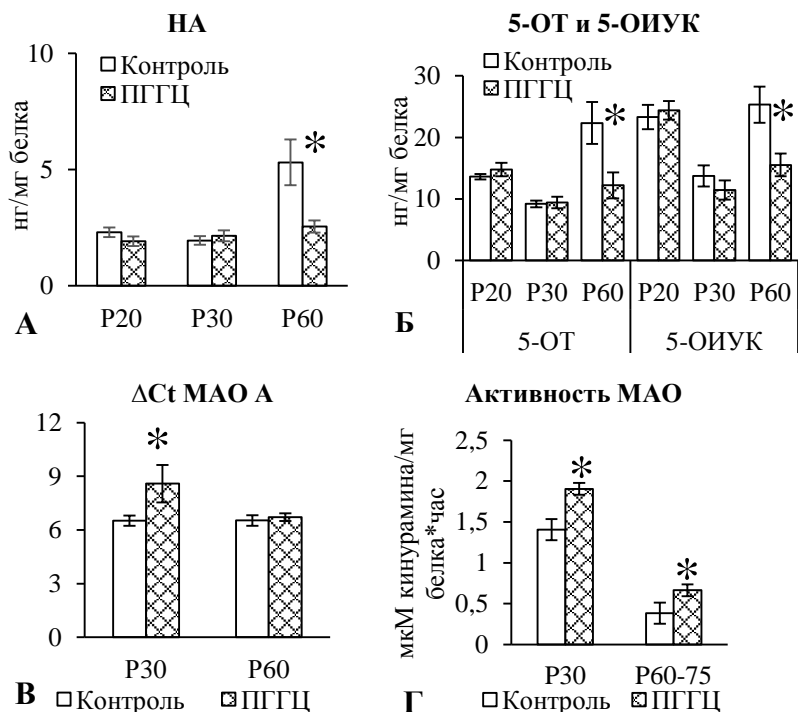 НА
10
5
0
нг/мг белка
Контроль
ПГГЦ
*
P20 P30 P60
А
5-ОТ и 5-ОИУК
30
20
10
0
нг/мг белка
Контроль
ПГГЦ
* *
P20 P30 P60 P20 P30 P60
5-ОТ 5-ОИУК
Б
ΔCt МАО А
12
9
6
3
0
*
P30 P60
В
Контроль ПГГЦ
Активность МАО
2,5
2
1,5
1
0,5
0
мкМ кинурамина/мг
белка*час
* *
P30 P60-75
Г
Контроль ПГГЦ